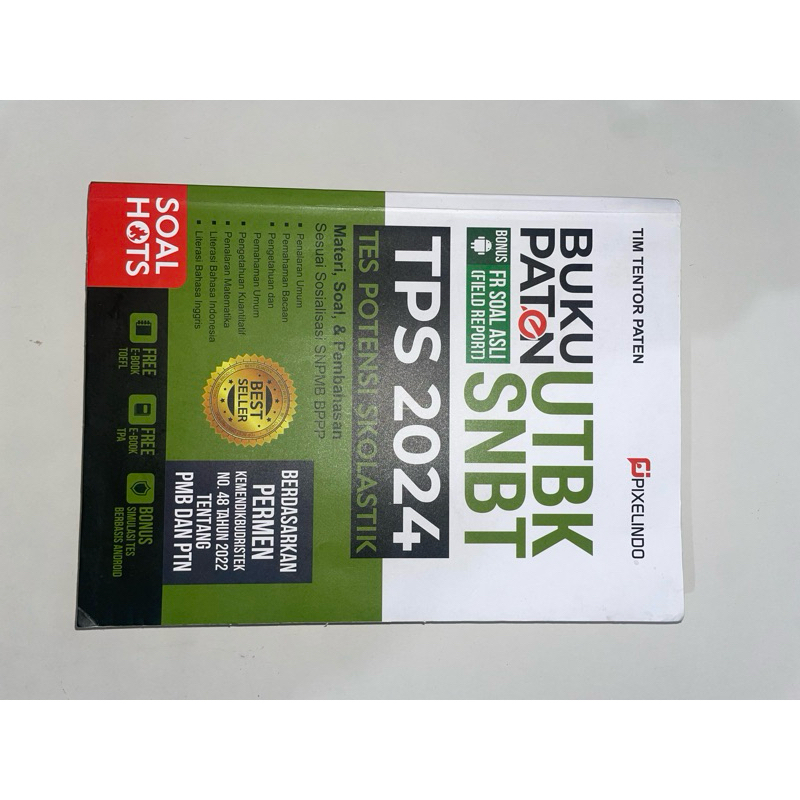 TIM TENTOR PATEN
PIXELINDO
BUKU
PATEN
UTBK
SNBT
BONUS
FR SOAL ASLI
(FIELD REPORT)
TPS 2024
TES POTENSI SKOLASTIK
Materi, Soal, & Pembahasan
Sesuai Sosialisasi SNPMB BPPP
▪ Penalaran Umum
▪ Pemahaman Bacaan
▪ Pengetahuan dan
Pemahaman Umum
▪ Pengetahuan Kuantitatif
▪ Penalaran Matematika
▪ Literasi Bahasa Indonesia
▪ Literasi Bahasa Inggris
BEST
SELLER
BERDASARKAN
PERMEN
KEMENDIKBUDRISTEK
NO. 48 TAHUN 2022
TENTANG
PMB DAN PTN
SOAL
HOTS
FREE
E-BOOK
TOEFL
FREE
E-BOOK
TPA
BONUS
SIMULASI TES
BERBASIS ANDROID